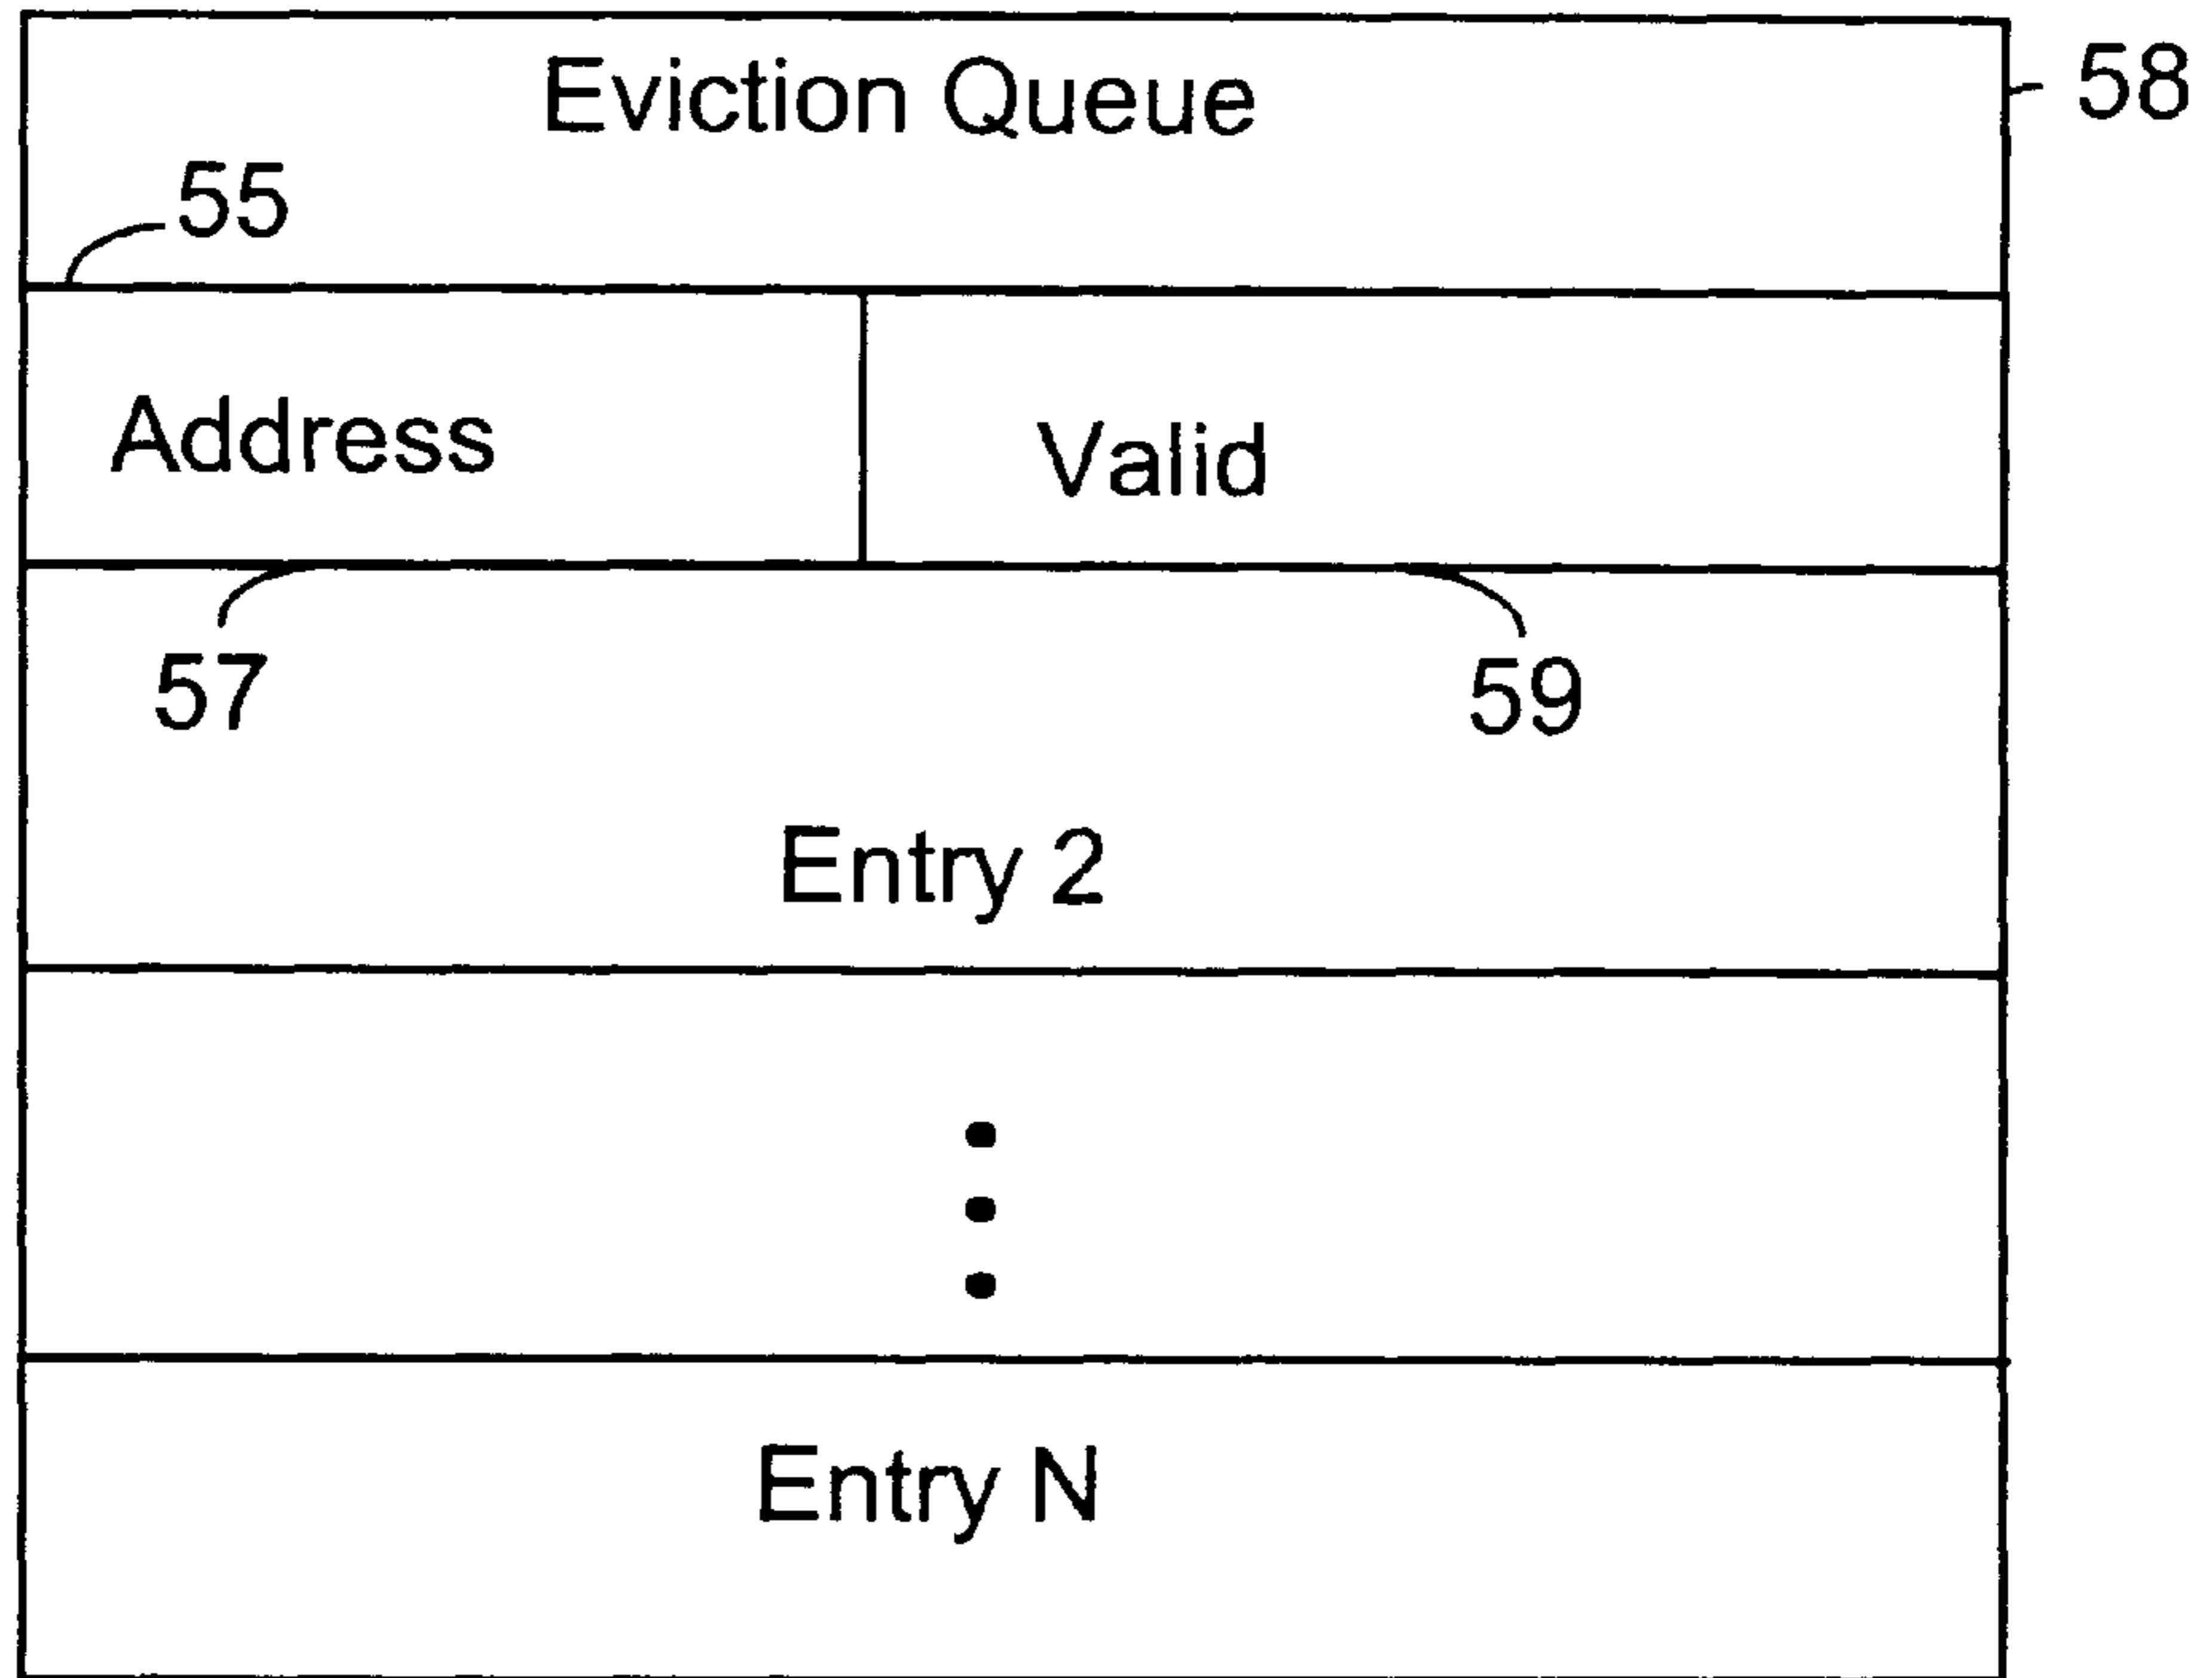 Eviction Queue
58
55
Address
Valid
57
59
Entry 2
Entry N